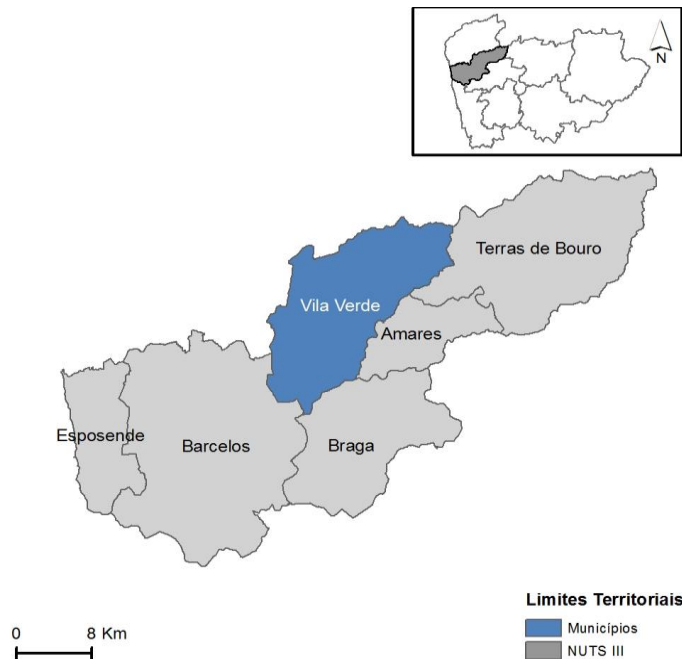 N
Terras de Bouro
Vila Verde
Amares
Esposende
Barcelos
Braga
Limites Territoriais
0 8 Km
Municípios
NUTS III